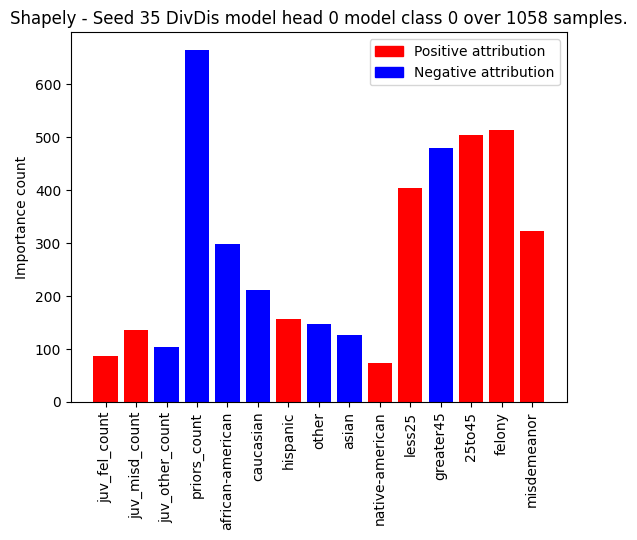 Shapely - Seed 35 DivDis model head 0 model class 0 over 1058 samples.
Positive attribution
Negative attribution
Importance count
600
500
400
300
200
100
0
juv_fel_count
juv_misd_count
juv_other_count
priors_count
african-american
caucasian
hispanic
other
asian
native-american
less25
greater45
25to45
felony
misdemeanor